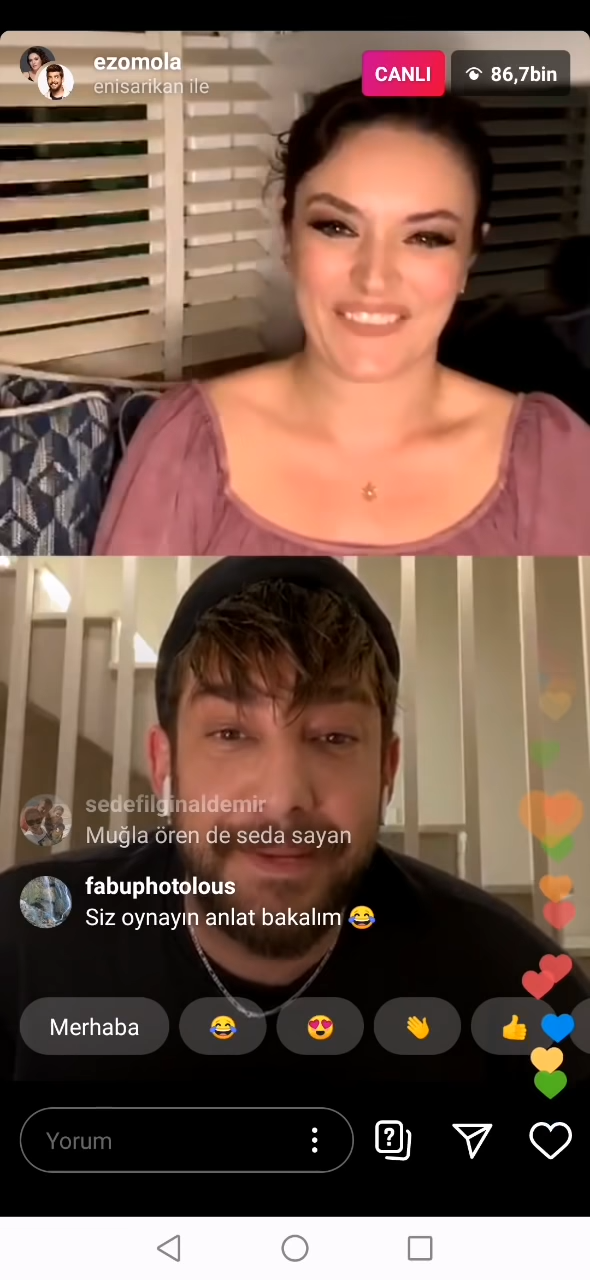 ezomola
enisarikan ile
CANLI
86,7bin
sedefilginaldemir
Muğla ören de seda sayan
fabuphotolous
Siz oynayın anlat bakalım 😂
Merhaba
Yorum